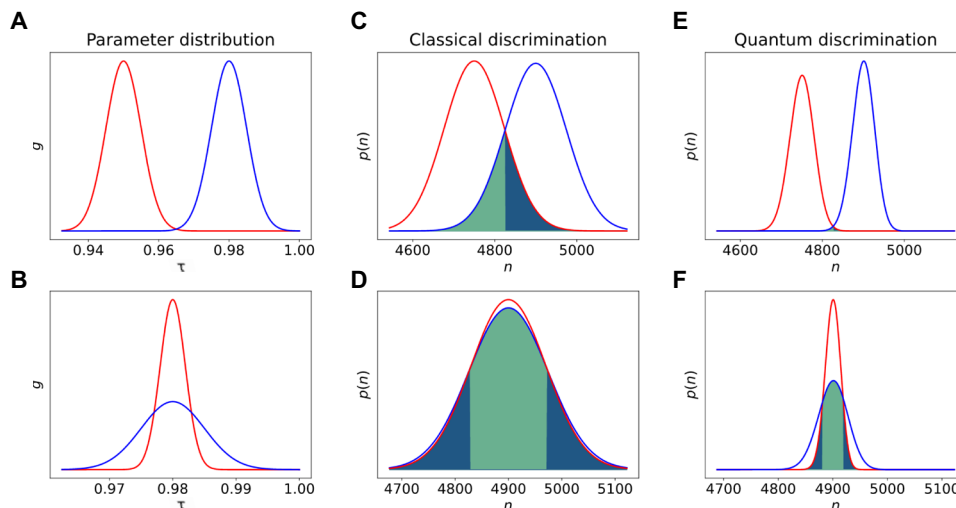 A
Parameter distribution
g
0.94 0.96 0.98 1.00
τ
C
Classical discrimination
p(n)
4600 4800 5000
n
E
Quantum discrimination
p(n)
4600 4800 5000
n
B
g
0.97 0.98 0.99 1.00
τ
D
p(n)
4700 4800 4900 5000 5100
n
F
p(n)
4700 4800 4900 5000 5100
n